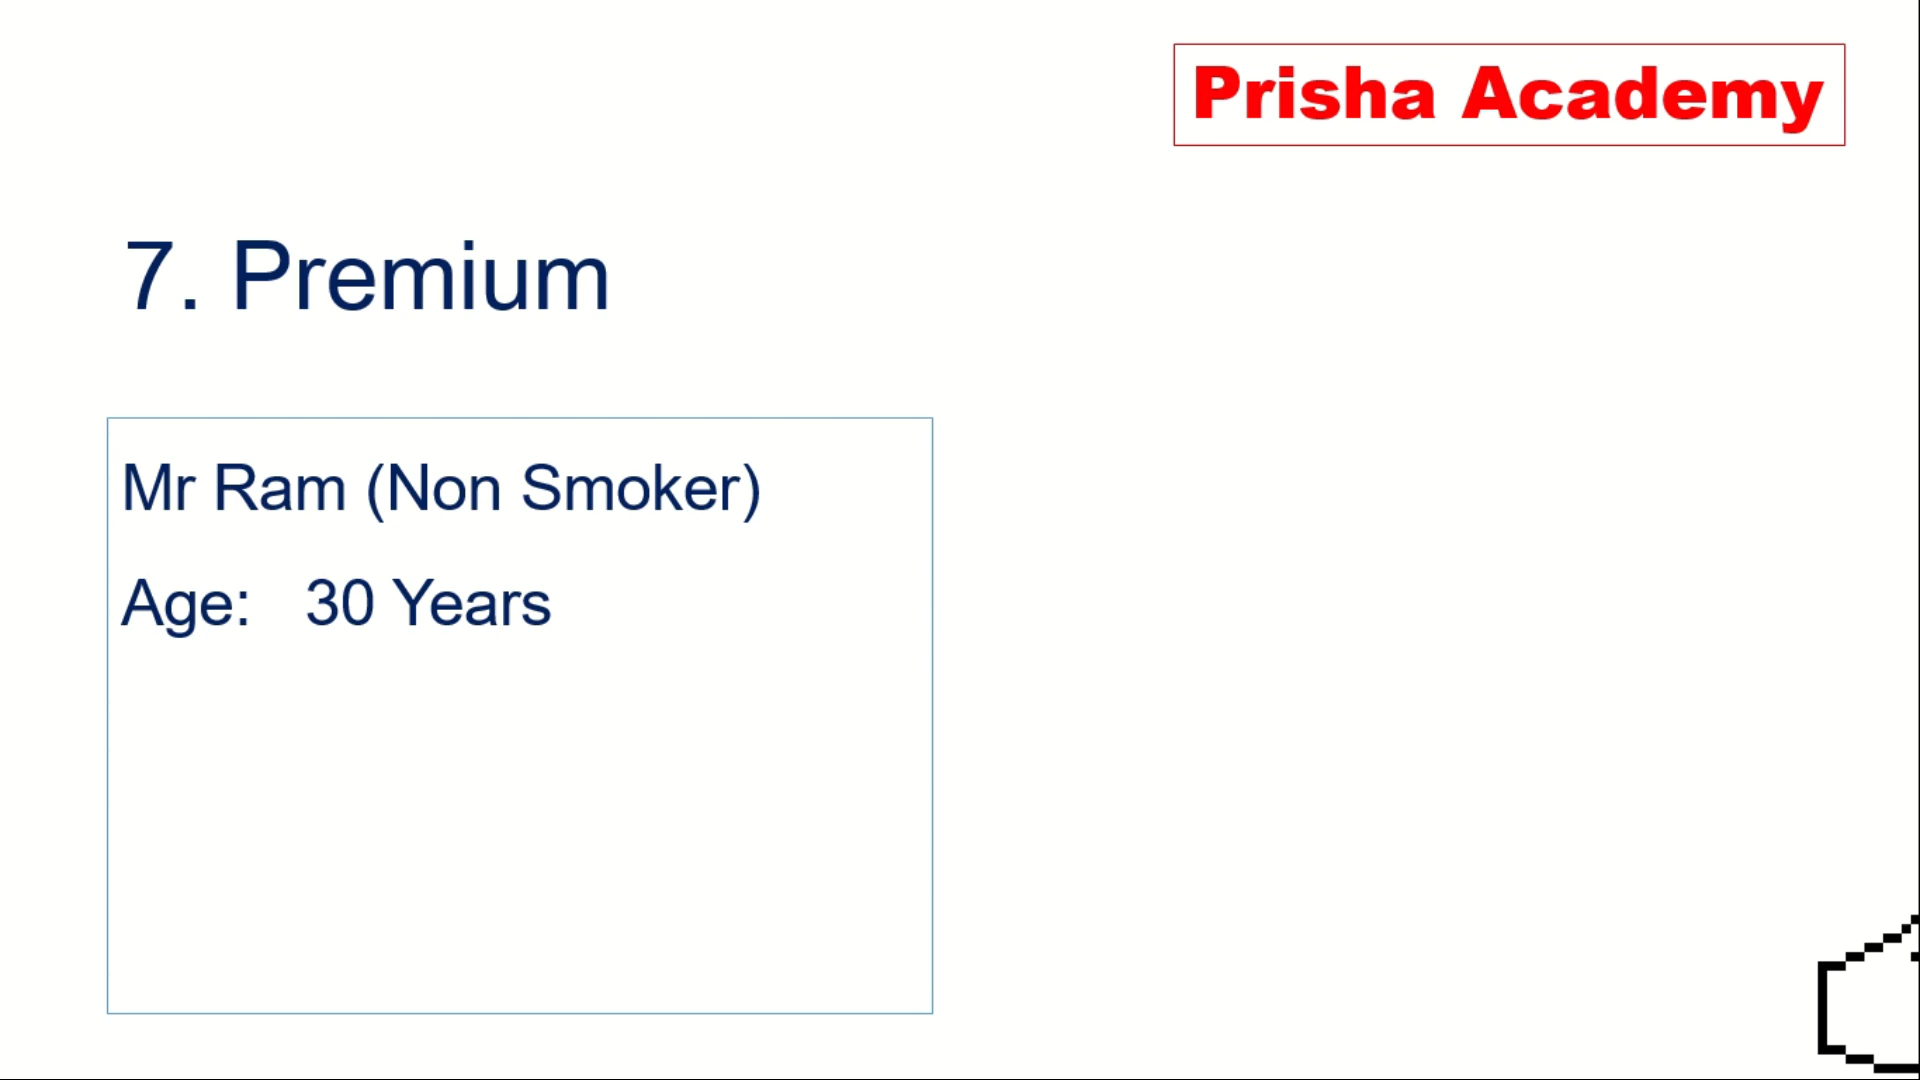 Prisha Academy
7. Premium
Mr Ram (Non Smoker)
Age: 30 Years